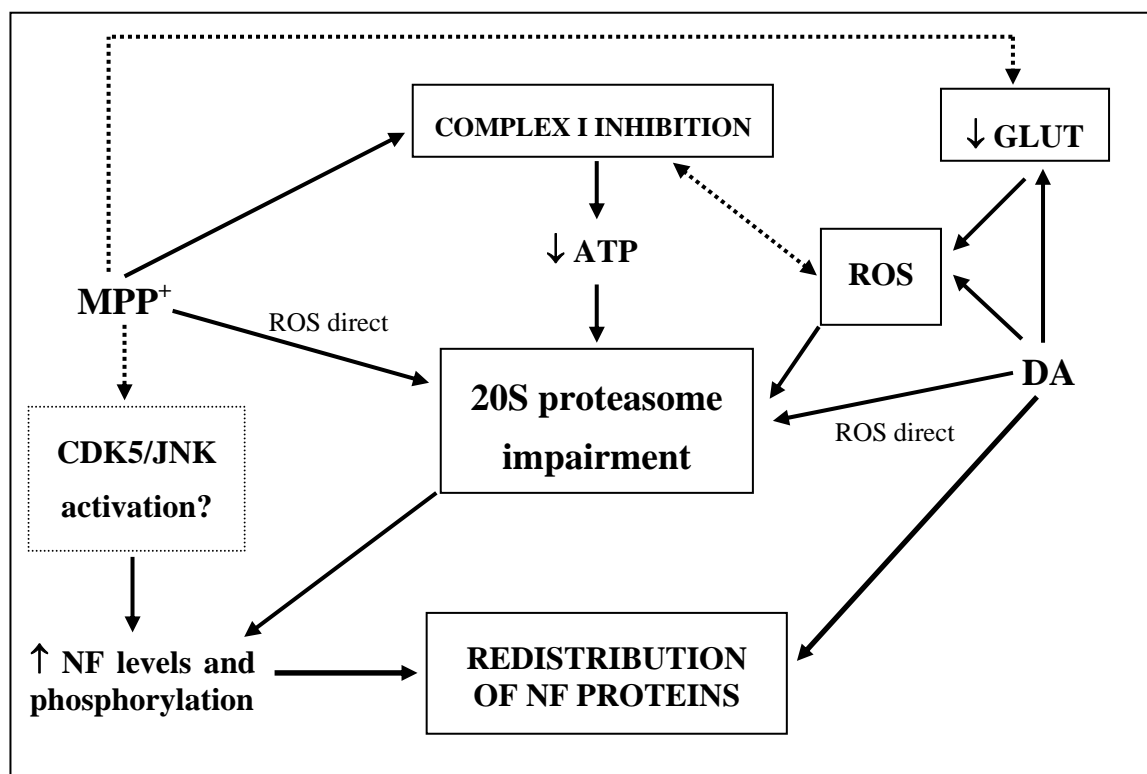 COMPLEX I INHIBITION
↓ GLUT
↓ ATP
ROS
MPP⁺
ROS direct
DA
20S proteasome
impairment
ROS direct
CDK5/JNK
activation?
↑ NF levels and
phosphorylation
REDISTRIBUTION
OF NF PROTEINS